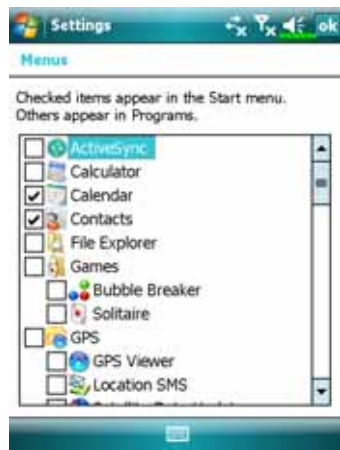 Settings
ok
Menus
Checked items appear in the Start menu.
Others appear in Programs.
ActiveSync
Calculator
Calendar
Contacts
File Explorer
Games
Bubble Breaker
Solitaire
GPS
GPS Viewer
Location SMS